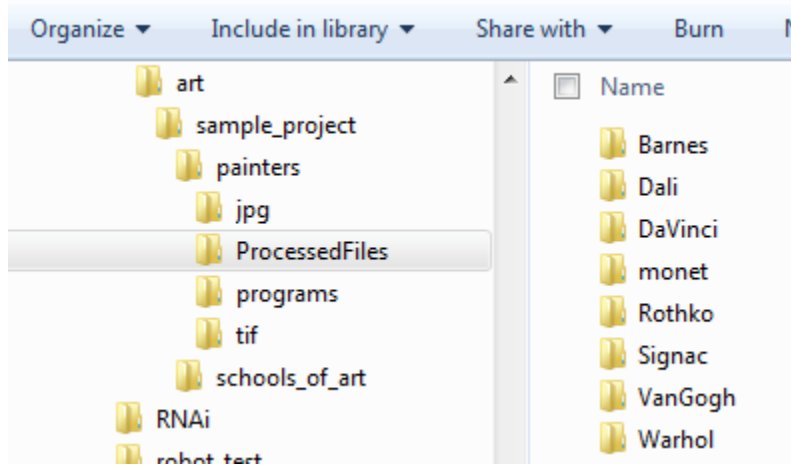 Organize Include in library Share with Burn
art
sample_project
painters
jpg
ProcessedFiles
programs
tif
schools_of_art
RNAi
robot_test
Name
Barnes
Dali
DaVinci
monet
Rothko
Signac
VanGogh
Warhol